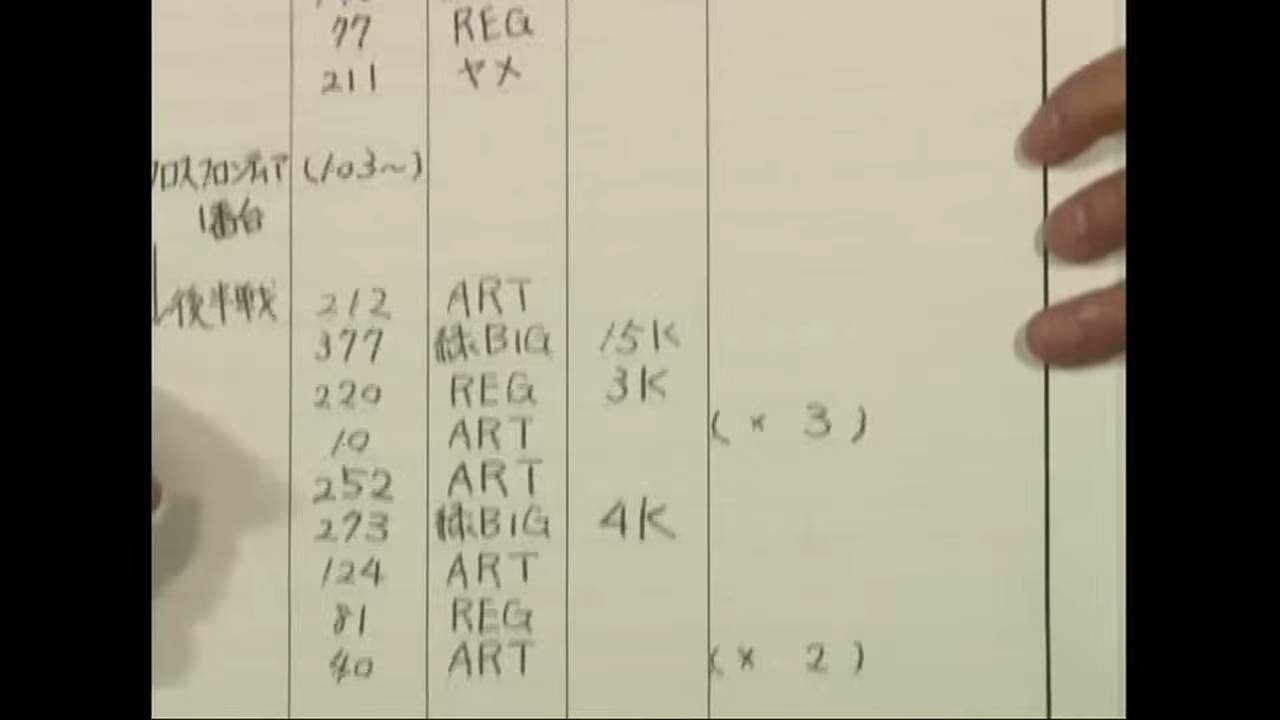 77 REG
211 ヤメ
クロスフロンティア (103~)
1番台
後半戦 212 ART
377 緑BIG 15K
220 REG 3K
10 ART (× 3)
252 ART
273 緑BIG 4K
124 ART
81 REG
40 ART (× 2)